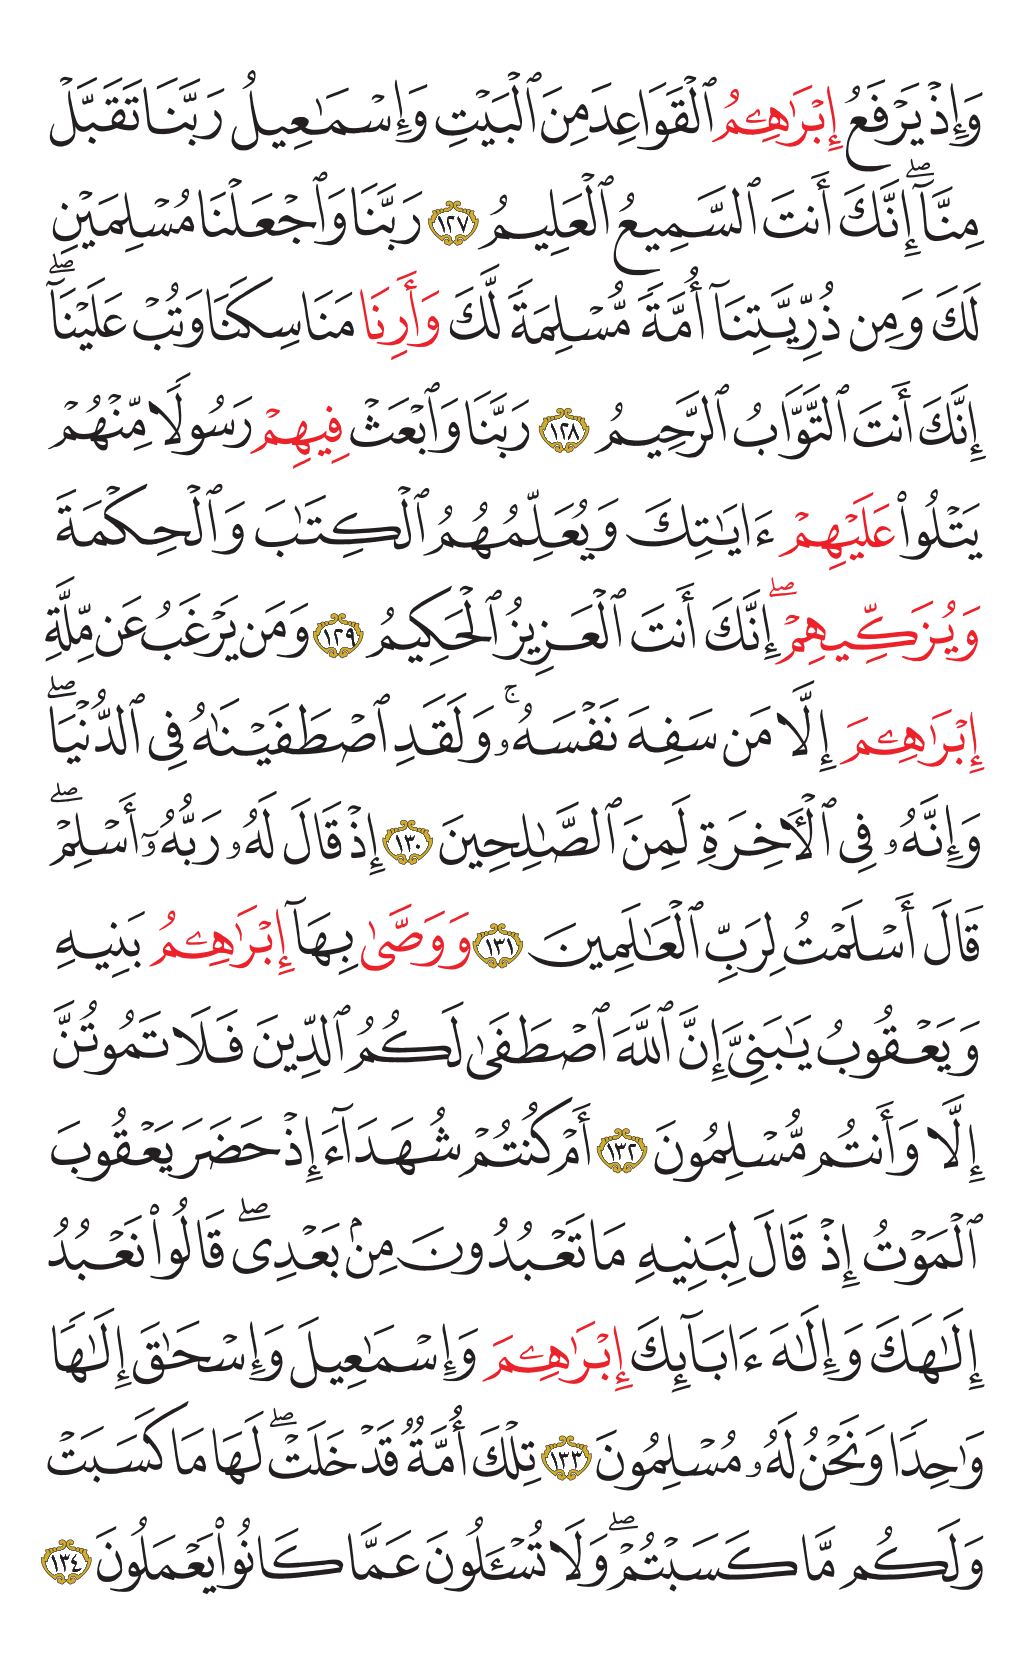 وَإِذْ يَرْفَعُ إِبْرَٰهِـۧمُ ٱلْقَوَاعِدَ مِنَ ٱلْبَيْتِ وَإِسْمَٰعِيلُ رَبَّنَا تَقَبَّلْ
مِنَّآۖ إِنَّكَ أَنتَ ٱلسَّمِيعُ ٱلْعَلِيمُ ١٢٧ رَبَّنَا وَٱجْعَلْنَا مُسْلِمَيْنِ
لَكَ وَمِن ذُرِّيَّتِنَآ أُمَّةً مُّسْلِمَةً لَّكَ وَأَرِنَا مَنَاسِكَنَا وَتُبْ عَلَيْنَآۖ
إِنَّكَ أَنتَ ٱلتَّوَّابُ ٱلرَّحِيمُ ١٢٨ رَبَّنَا وَٱبْعَثْ فِيهِمْ رَسُولًا مِّنْهُمْ
يَتْلُوا۟ عَلَيْهِمْ ءَايَٰتِكَ وَيُعَلِّمُهُمُ ٱلْكِتَٰبَ وَٱلْحِكْمَةَ
وَيُزَكِّيهِمْۖ إِنَّكَ أَنتَ ٱلْعَزِيزُ ٱلْحَكِيمُ ١٢٩ وَمَن يَرْغَبُ عَن مِّلَّةِ
إِبْرَٰهِـۧمَ إِلَّا مَن سَفِهَ نَفْسَهُۥۚ وَلَقَدِ ٱصْطَفَيْنَٰهُ فِى ٱلدُّنْيَاۖ
وَإِنَّهُۥ فِى ٱلْأَخِرَةِ لَمِنَ ٱلصَّٰلِحِينَ ١٣٠ إِذْ قَالَ لَهُۥ رَبُّهُۥٓ أَسْلِمْۖ
قَالَ أَسْلَمْتُ لِرَبِّ ٱلْعَٰلَمِينَ ١٣١ وَوَصَّىٰ بِهَآ إِبْرَٰهِـۧمُ بَنِيهِ
وَيَعْقُوبُ يَٰبَنِىَّ إِنَّ ٱللَّهَ ٱصْطَفَىٰ لَكُمُ ٱلدِّينَ فَلَا تَمُوتُنَّ
إِلَّا وَأَنتُم مُّسْلِمُونَ ١٣٢ أَمْ كُنتُمْ شُهَدَآءَ إِذْ حَضَرَ يَعْقُوبَ
ٱلْمَوْتُ إِذْ قَالَ لِبَنِيهِ مَا تَعْبُدُونَ مِنۢ بَعْدِىۖ قَالُوا۟ نَعْبُدُ
إِلَٰهَكَ وَإِلَٰهَ ءَابَآئِكَ إِبْرَٰهِـۧمَ وَإِسْمَٰعِيلَ وَإِسْحَٰقَ إِلَٰهًا
وَٰحِدًا وَنَحْنُ لَهُۥ مُسْلِمُونَ ١٣٣ تِلْكَ أُمَّةٌ قَدْ خَلَتْۖ لَهَا مَا كَسَبَتْ
وَلَكُم مَّا كَسَبْتُمْۖ وَلَا تُسْـَٔلُونَ عَمَّا كَانُوا۟ يَعْمَلُونَ ١٣٤